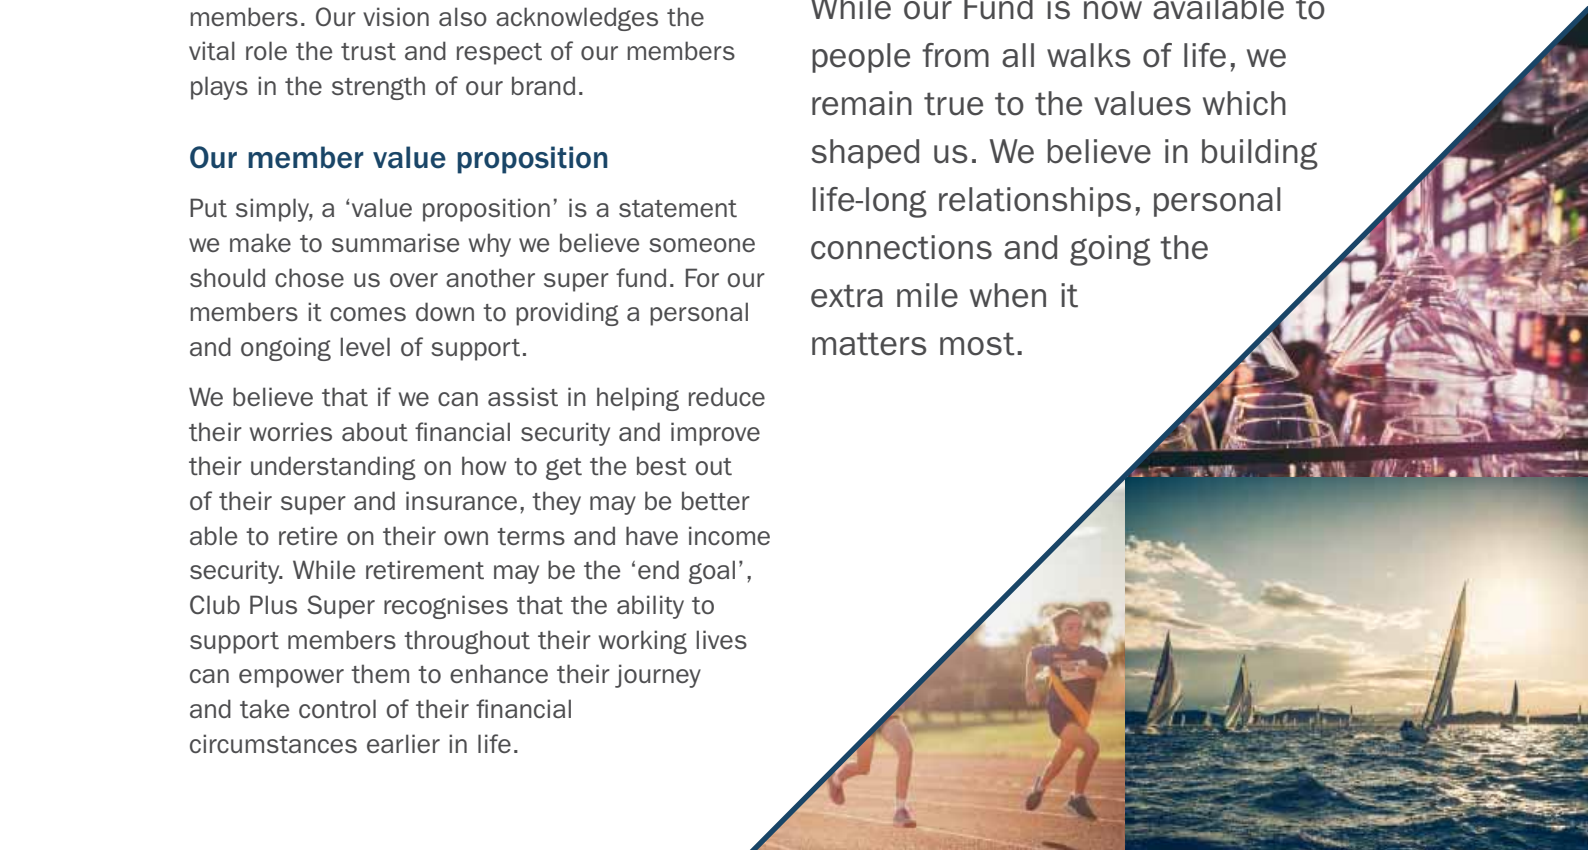 members. Our vision also acknowledges the
vital role the trust and respect of our members
plays in the strength of our brand.
Our member value proposition
Put simply, a ‘value proposition’ is a statement
we make to summarise why we believe someone
should chose us over another super fund. For our
members it comes down to providing a personal
and ongoing level of support.
We believe that if we can assist in helping reduce
their worries about financial security and improve
their understanding on how to get the best out
of their super and insurance, they may be better
able to retire on their own terms and have income
security. While retirement may be the ‘end goal’,
Club Plus Super recognises that the ability to
support members throughout their working lives
can empower them to enhance their journey
and take control of their financial
circumstances earlier in life.
While our Fund is now available to
people from all walks of life, we
remain true to the values which
shaped us. We believe in building
life-long relationships, personal
connections and going the
extra mile when it
matters most.